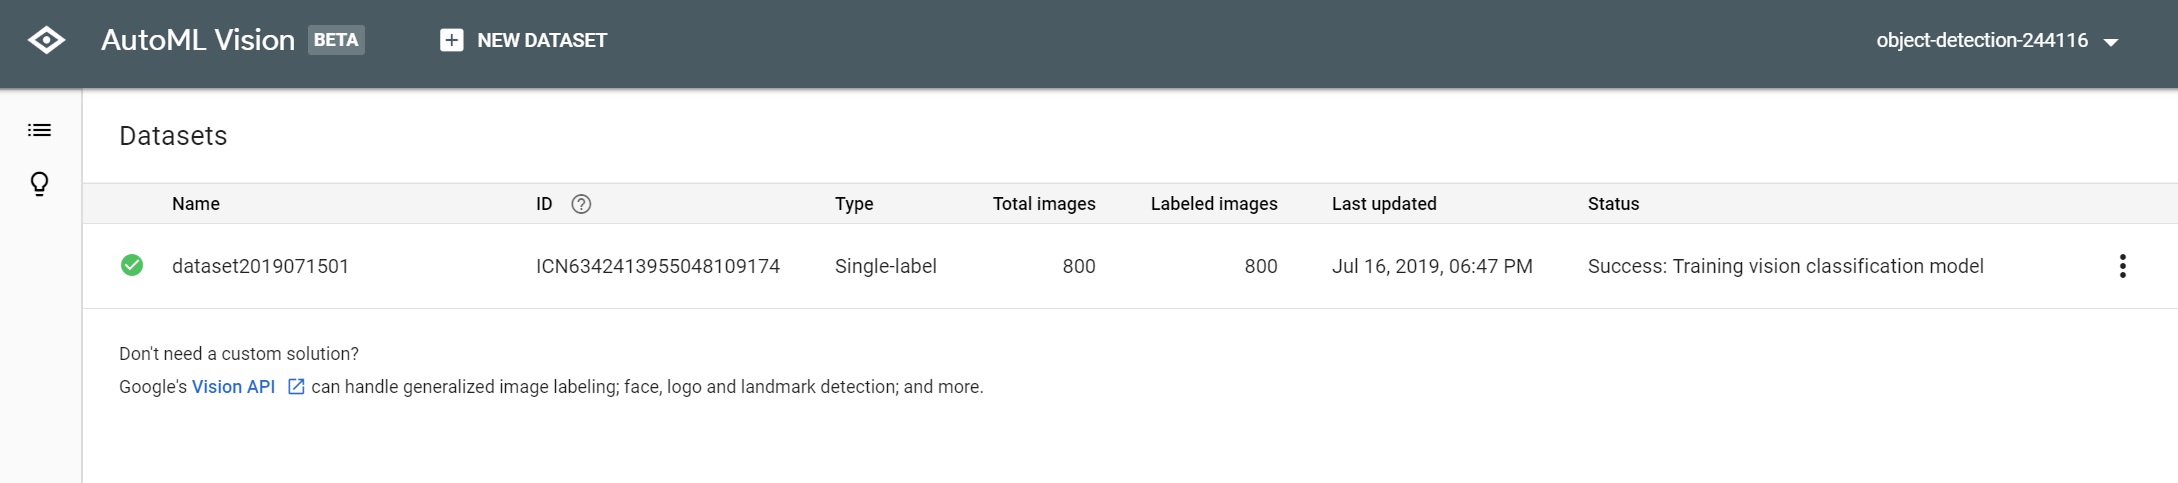 AutoML Vision BETA NEW DATASET object-detection-244116
Datasets
Name ID Type Total images Labeled images Last updated Status
dataset2019071501 ICN6342413955048109174 Single-label 800 800 Jul 16, 2019, 06:47 PM Success: Training vision classification model
Don't need a custom solution?
Google's Vision API can handle generalized image labeling; face, logo and landmark detection; and more.